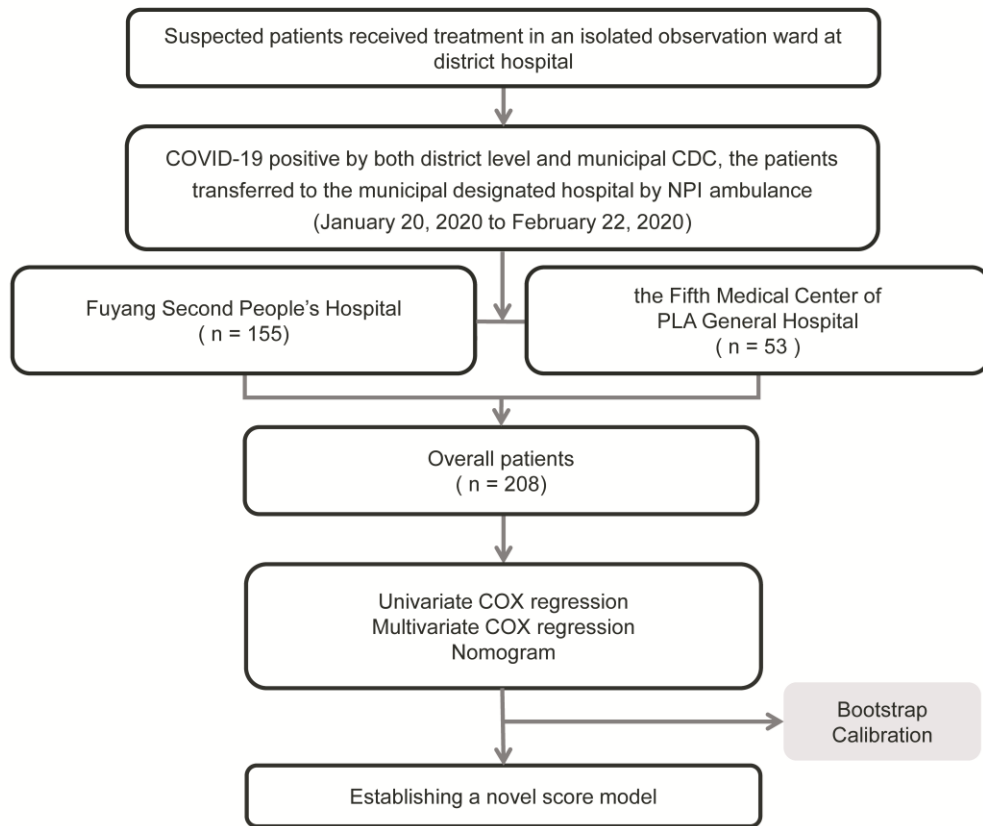 Suspected patients received treatment in an isolated observation ward at
district hospital
COVID-19 positive by both district level and municipal CDC, the patients
transferred to the municipal designated hospital by NPI ambulance
(January 20, 2020 to February 22, 2020)
Fuyang Second People's Hospital
( n = 155)
the Fifth Medical Center of
PLA General Hospital
( n = 53 )
Overall patients
( n = 208)
Univariate COX regression
Multivariate COX regression
Nomogram
Bootstrap
Calibration
Establishing a novel score model